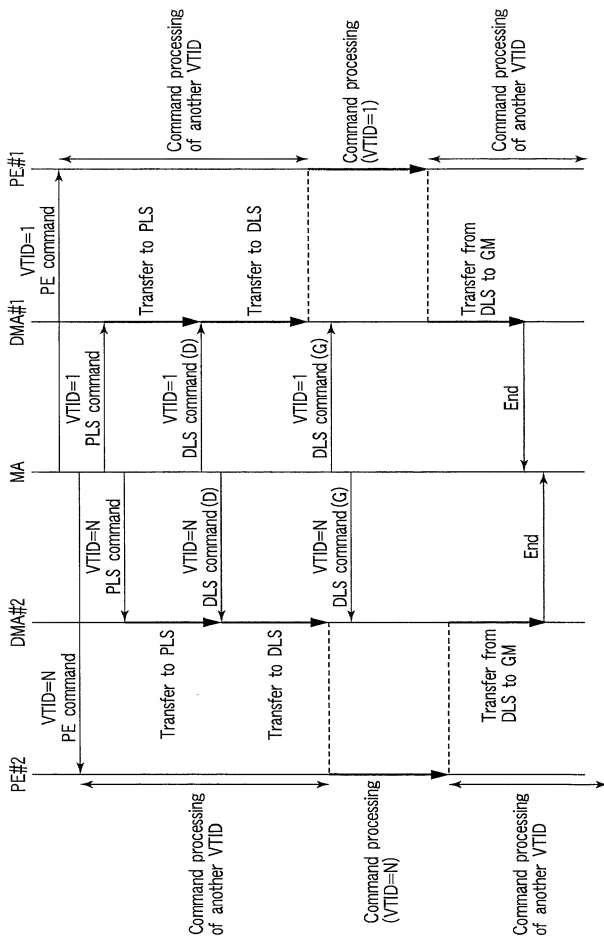 PE#2
DMA#2
MA
DMA#1
PE#1
VTID=N
PE command
VTID=1
PE command
VTID=N
PLS command
VTID=1
PLS command
Transfer to PLS
Transfer to PLS
Command processing
of another VTID
Command processing
of another VTID
VTID=N
DLS command(D)
VTID=1
DLS command(D)
Transfer to DLS
Transfer to DLS
VTID=N
DLS command(G)
VTID=1
DLS command(G)
Command processing
(VTID=N)
Command processing
(VTID=1)
Transfer from
DLS to GM
Transfer from
DLS to GM
End
End
Command processing
of another VTID
Command processing
of another VTID